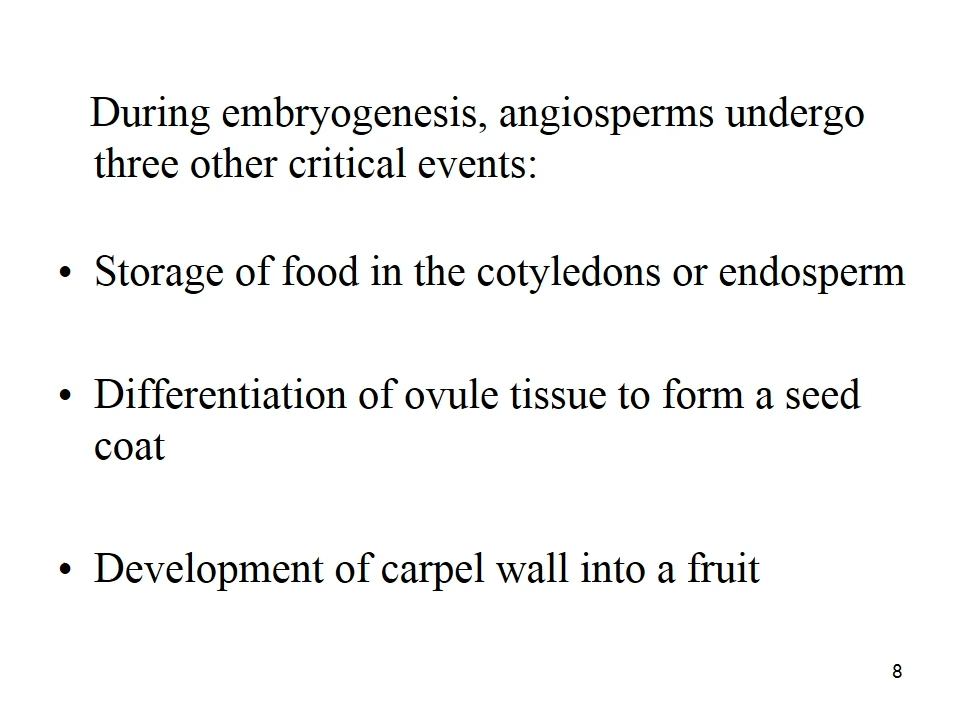 During embryogenesis, angiosperms undergo
three other critical events:
• Storage of food in the cotyledons or endosperm
• Differentiation of ovule tissue to form a seed
coat
• Development of carpel wall into a fruit
8